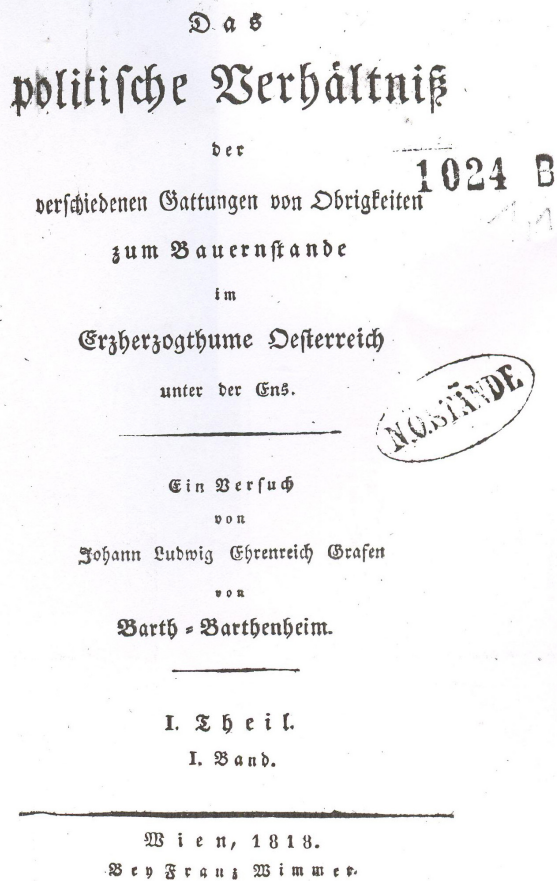 Das
politische Verhältniß
der
verschiedenen Gattungen von Obrigkeiten
1024 B
zum Bauernstande
im
Erzherzogthume Oesterreich
unter der Ens.
N.O.STÄNDE
Ein Versuch
von
Johann Ludwig Ehrenreich Grafen
von
Barth-Barthenheim.
I. Theil.
I. Band.
Wien, 1818.
Bey Franz Wimmer.